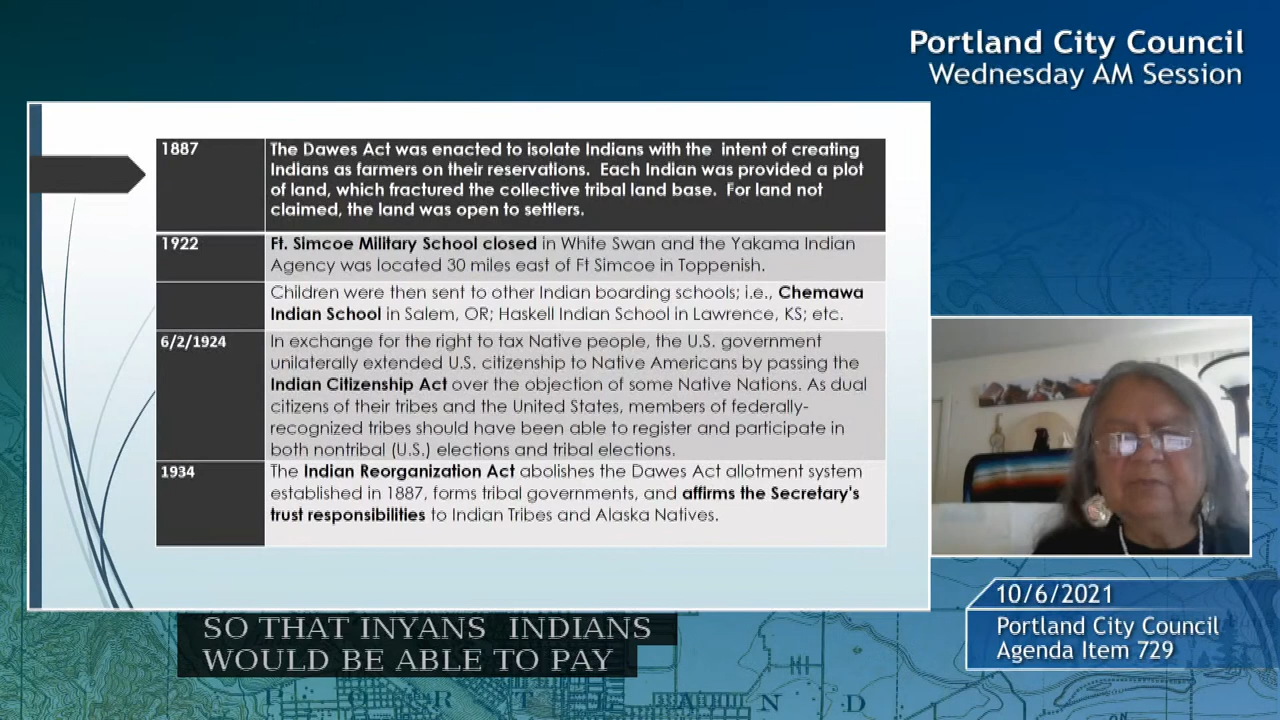 Portland City Council
Wednesday AM Session
1887
The Dawes Act was enacted to isolate Indians with the intent of creating
Indians as farmers on their reservations. Each Indian was provided a plot
of land, which fractured the collective tribal land base. For land not
claimed, the land was open to settlers.
1922
Ft. Simcoe Military School closed in White Swan and the Yakama Indian
Agency was located 30 miles east of Ft Simcoe in Toppenish.
Children were then sent to other Indian boarding schools; i.e., Chemawa
Indian School in Salem, OR; Haskell Indian School in Lawrence, KS; etc.
6/2/1924
In exchange for the right to tax Native people, the U.S. government
unilaterally extended U.S. citizenship to Native Americans by passing the
Indian Citizenship Act over the objection of some Native Nations. As dual
citizens of their tribes and the United States, members of federally-
recognized tribes should have been able to register and participate in
both nontribal (U.S.) elections and tribal elections.
1934
The Indian Reorganization Act abolishes the Dawes Act allotment system
established in 1887, forms tribal governments, and affirms the Secretary's
trust responsibilities to Indian Tribes and Alaska Natives.
10/6/2021
Portland City Council
Agenda Item 729
SO THAT INYANS INDIANS
WOULD BE ABLE TO PAY
P O R T L A N D